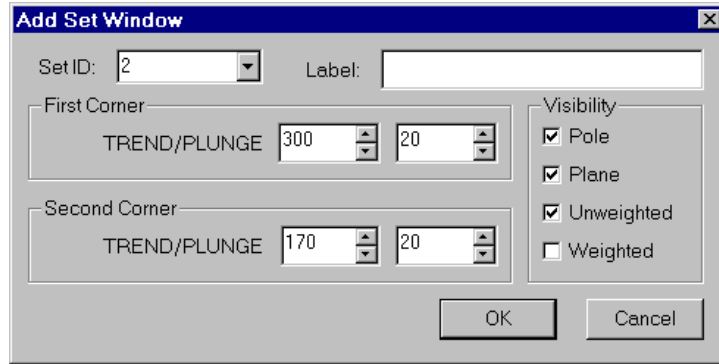 Add Set Window
Set ID: 2 Label:
First Corner
TREND/PLUNGE 300 20
Second Corner
TREND/PLUNGE 170 20
Visibility
Pole
Plane
Unweighted
Weighted
OK Cancel